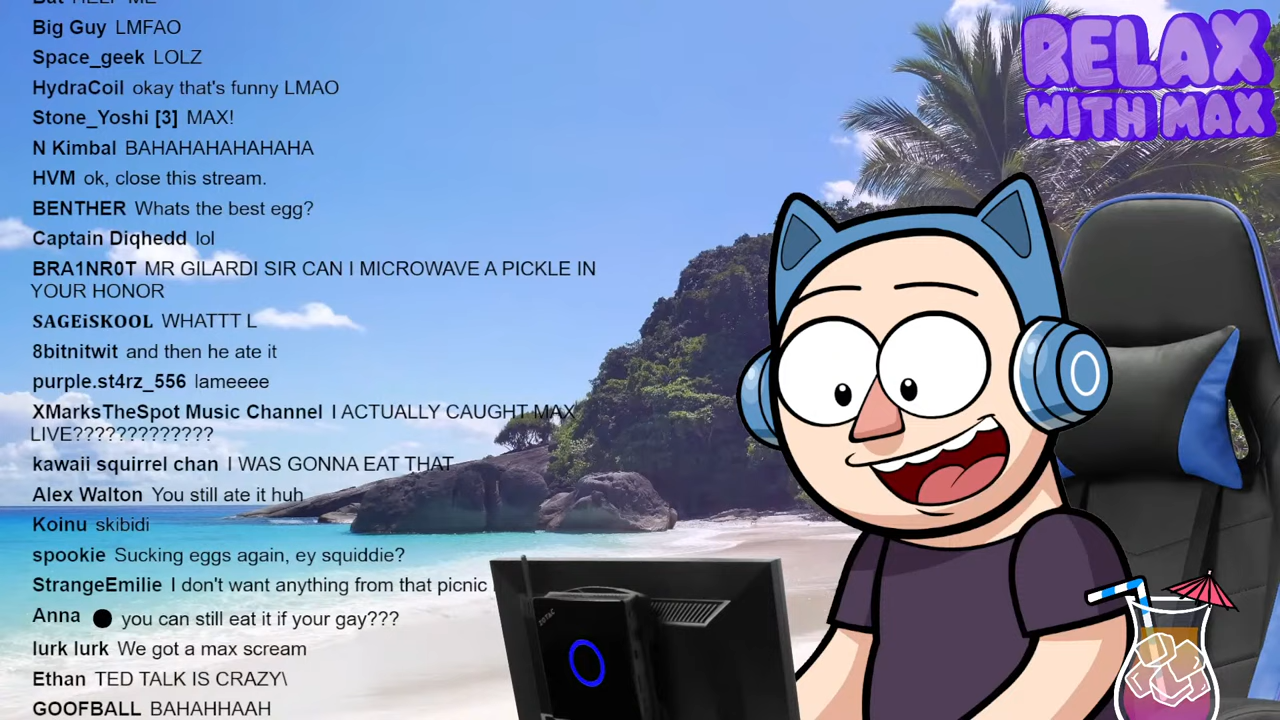 Bat HELP ME
Big Guy LMFAO
Space_geek LOLZ
HydraCoil okay that's funny LMAO
Stone_Yoshi [3] MAX!
N Kimbal BAHAHAHAHAHAHA
HVM ok, close this stream.
BENTHER Whats the best egg?
Captain Diqhedd lol
BRA1NR0T MR GILARDI SIR CAN I MICROWAVE A PICKLE IN
YOUR HONOR
SAGEiSKOOL WHATTT L
8bitnitwit and then he ate it
purple.st4rz_556 lameeee
XMarksTheSpot Music Channel I ACTUALLY CAUGHT MAX
LIVE?????????????
kawaii squirrel chan I WAS GONNA EAT THAT
Alex Walton You still ate it huh
Koinu skibidi
spookie Sucking eggs again, ey squiddie?
StrangeEmilie I don't want anything from that picnic
Anna you can still eat it if your gay???
lurk lurk We got a max scream
Ethan TED TALK IS CRAZY\
GOOFBALL BAHAHHAAH
RELAX
WITH MAX
ZOTAC